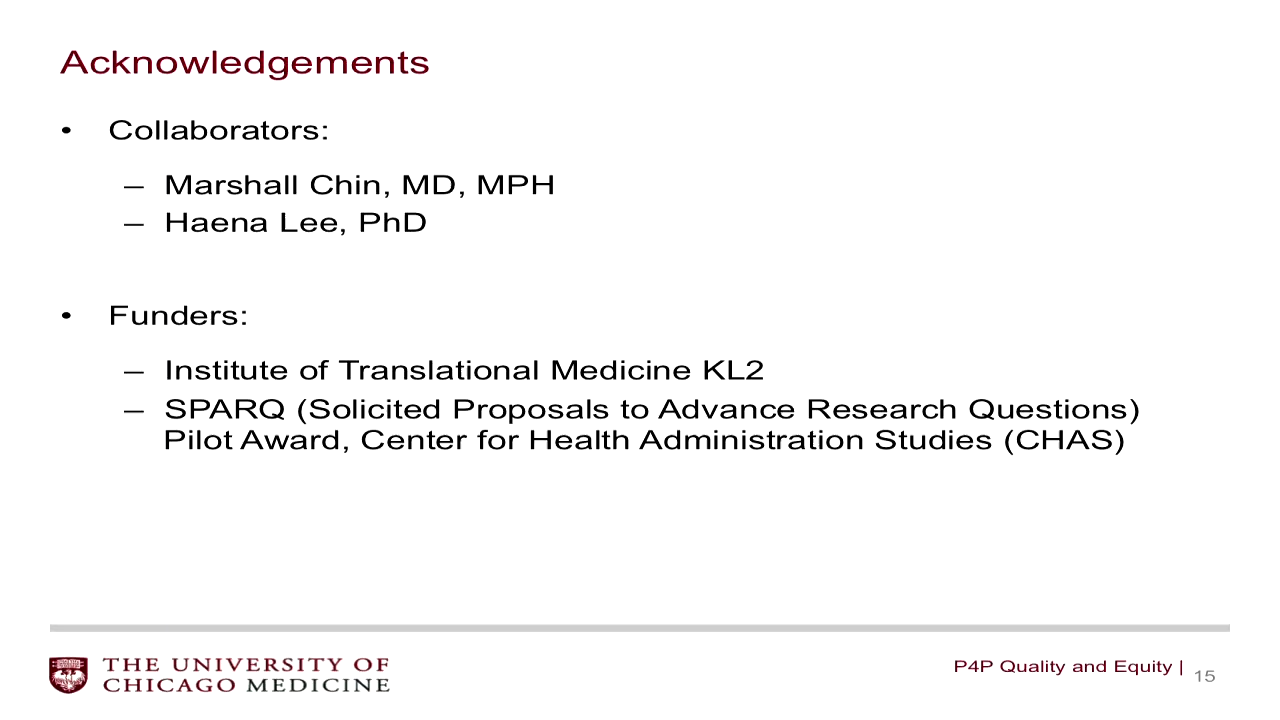 Acknowledgements
• Collaborators:
– Marshall Chin, MD, MPH
– Haena Lee, PhD
• Funders:
– Institute of Translational Medicine KL2
– SPARQ (Solicited Proposals to Advance Research Questions)
Pilot Award, Center for Health Administration Studies (CHAS)
THE UNIVERSITY OF
CHICAGO MEDICINE
P4P Quality and Equity | 15